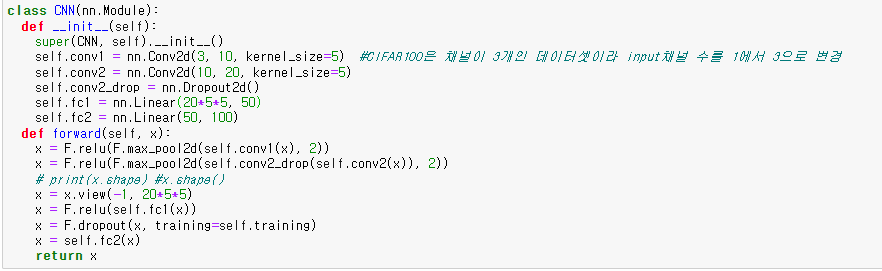 class CNN(nn.Module):
  def __init__(self):
    super(CNN, self).__init__()
    self.conv1 = nn.Conv2d(3, 10, kernel_size=5)  #CIFAR100은 채널이 3개인 데이터셋이라 input채널 수를 1에서 3으로 변경
    self.conv2 = nn.Conv2d(10, 20, kernel_size=5)
    self.conv2_drop = nn.Dropout2d()
    self.fc1 = nn.Linear(20*5*5, 50)
    self.fc2 = nn.Linear(50, 100)
  def forward(self, x):
    x = F.relu(F.max_pool2d(self.conv1(x), 2))
    x = F.relu(F.max_pool2d(self.conv2_drop(self.conv2(x)), 2))
    # print(x.shape) #x.shape()
    x = x.view(-1, 20*5*5)
    x = F.relu(self.fc1(x))
    x = F.dropout(x, training=self.training)
    x = self.fc2(x)
    return x